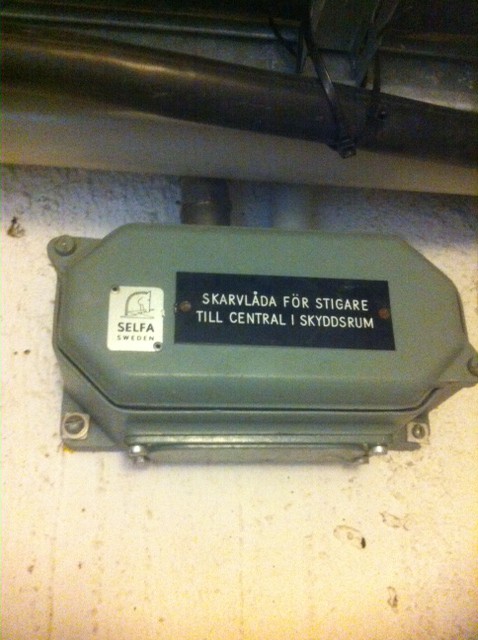 SELFA
SWEDEN
SKARVLÅDA FÖR STIGARE
TILL CENTRAL I SKYDDSRUM